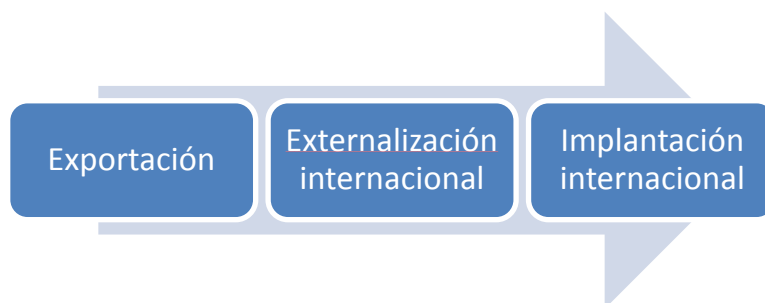 Exportación
Externalización
internacional
Implantación
internacional